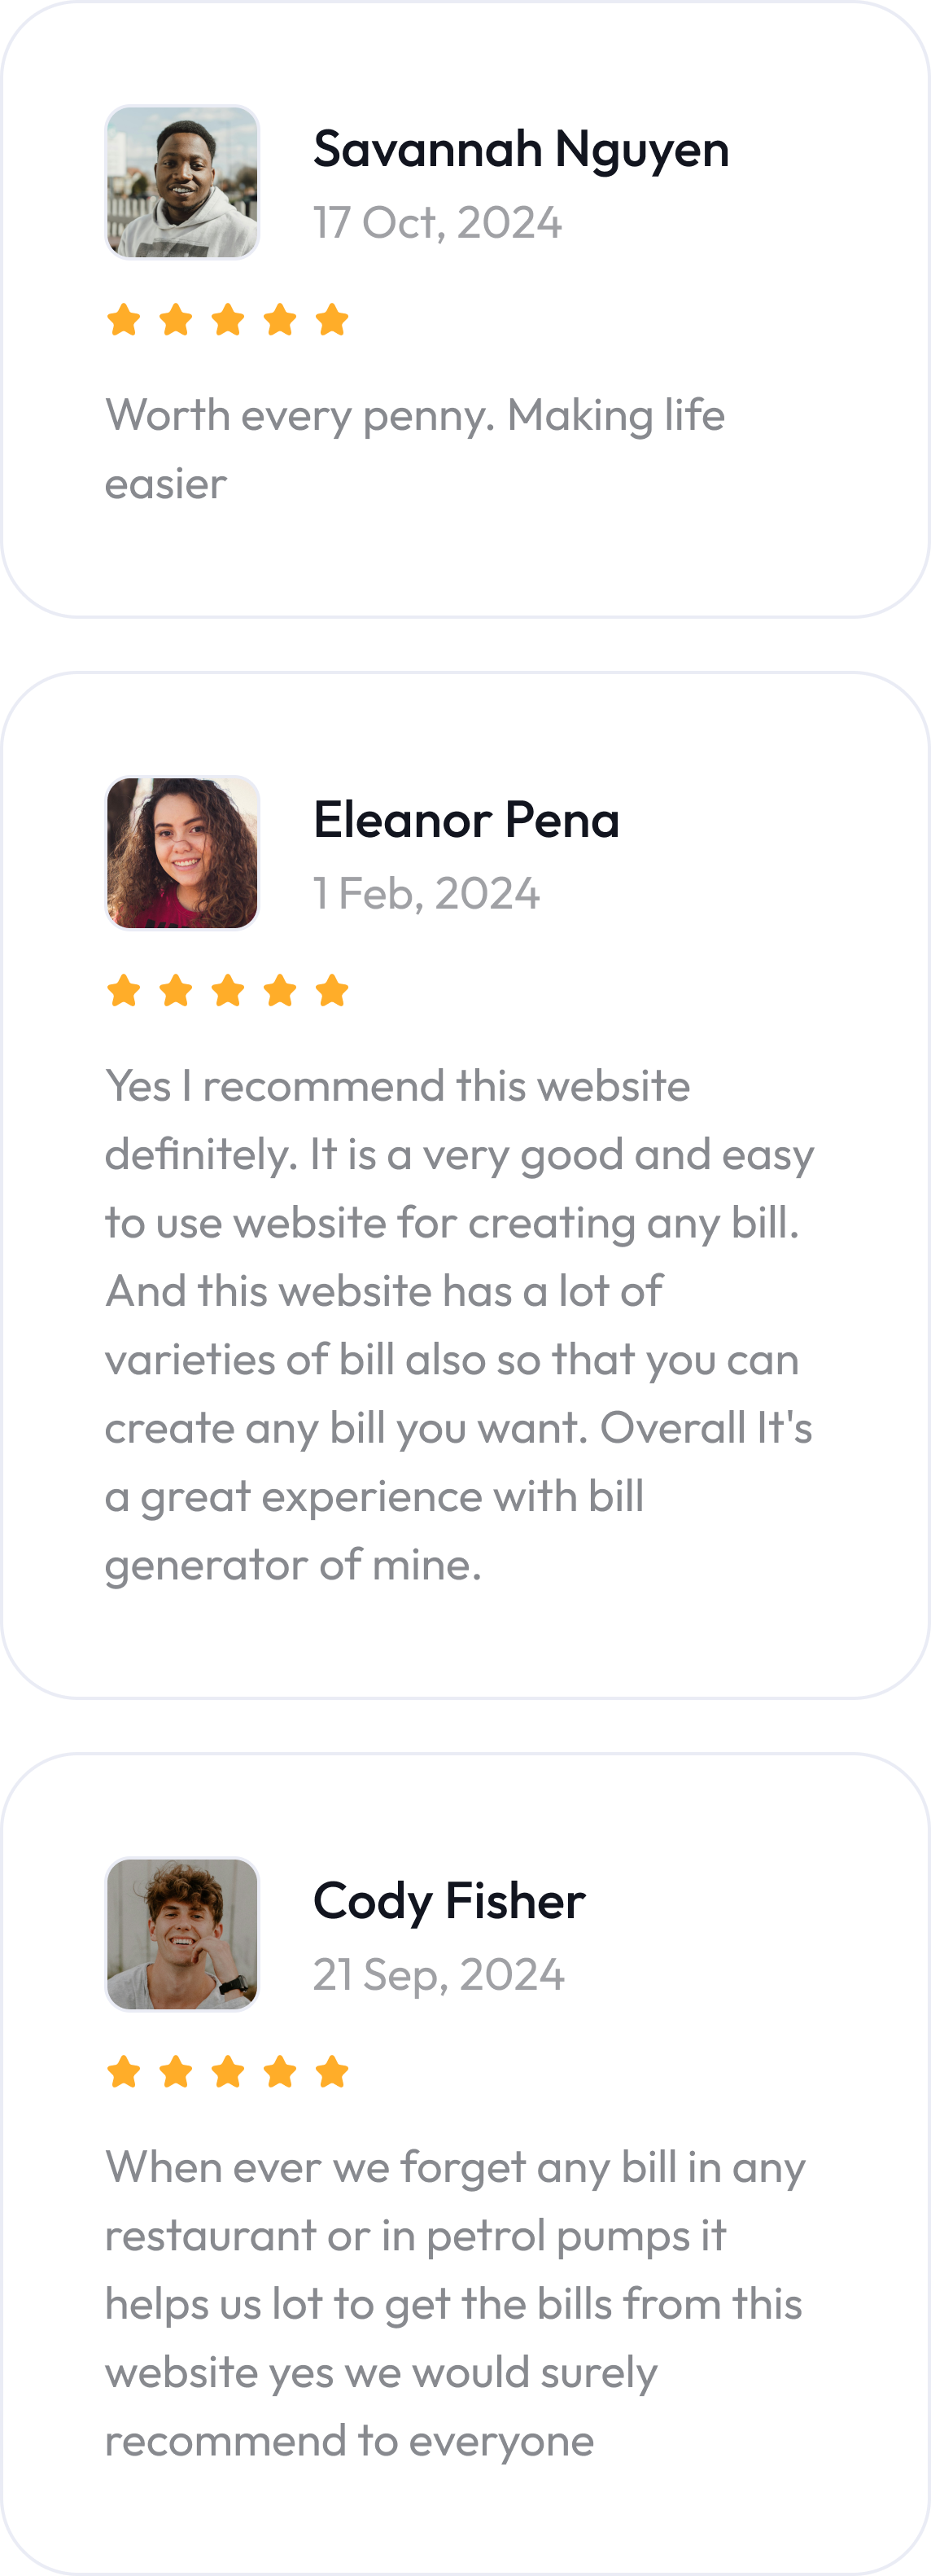 Savannah Nguyen
17 Oct, 2024
Worth every penny. Making life
easier
Eleanor Pena
1 Feb, 2024
Yes I recommend this website
definitely. It is a very good and easy
to use website for creating any bill.
And this website has a lot of
varieties of bill also so that you can
create any bill you want. Overall It's
a great experience with bill
generator of mine.
Cody Fisher
21 Sep, 2024
When ever we forget any bill in any
restaurant or in petrol pumps it
helps us lot to get the bills from this
website yes we would surely
recommend to everyone